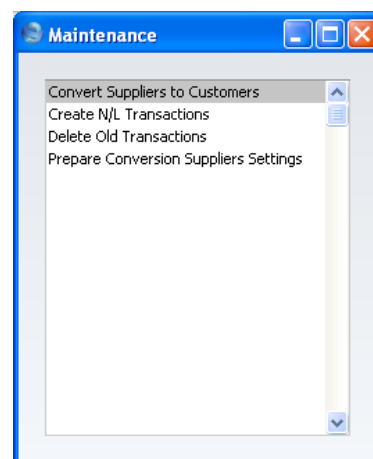 Maintenance
Convert Suppliers to Customers
Create N/L Transactions
Delete Old Transactions
Prepare Conversion Suppliers Settings